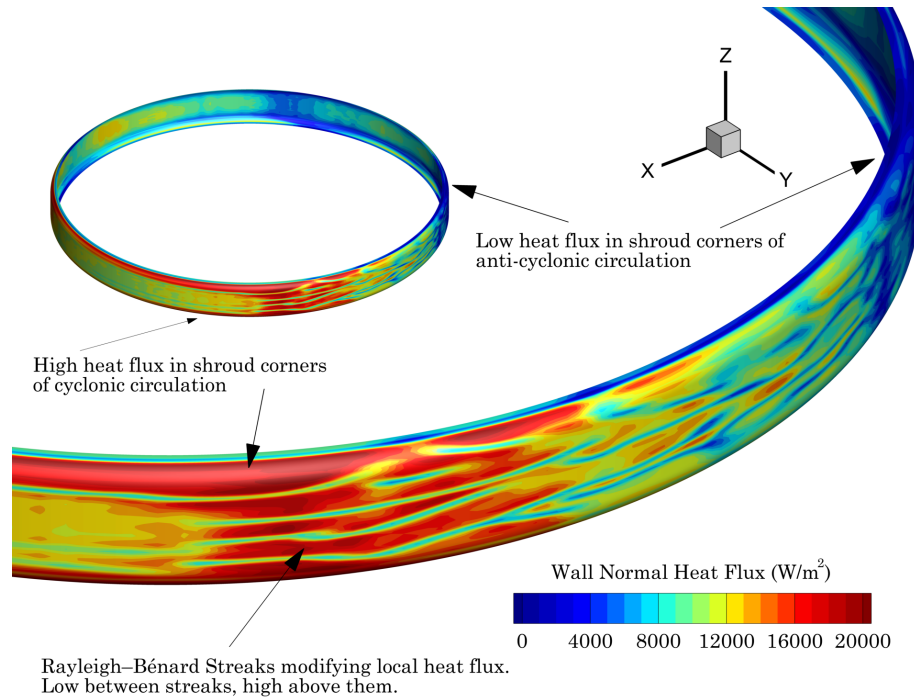 Z
X
Y
Low heat flux in shroud corners of
anti-cyclonic circulation
High heat flux in shroud corners
of cyclonic circulation
Wall Normal Heat Flux (W/m²)
0 4000 8000 12000 16000 20000
Rayleigh–Bénard Streaks modifying local heat flux.
Low between streaks, high above them.